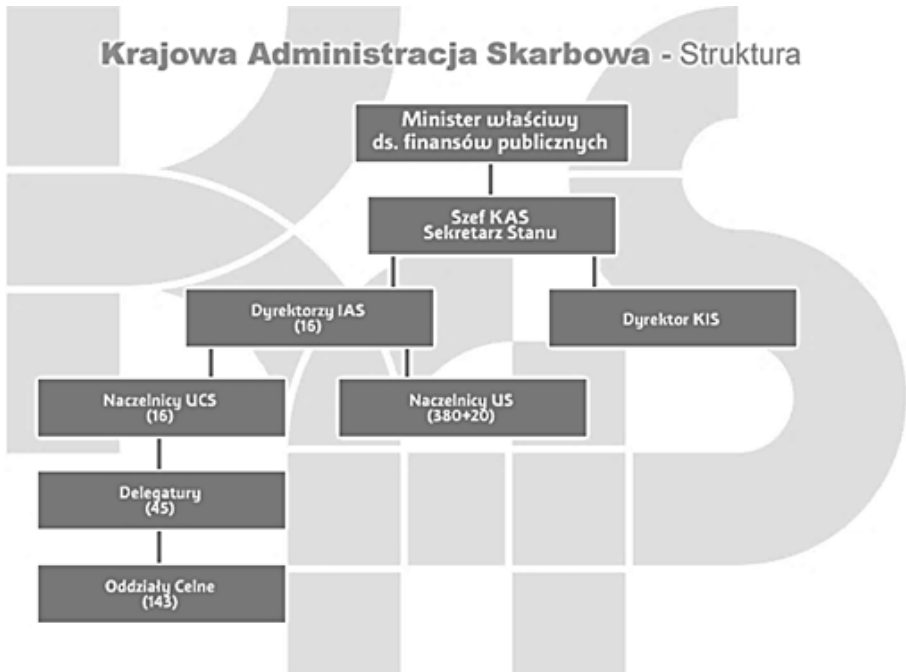 Krajowa Administracja Skarbowa - Struktura
Minister właściwy
ds. finansów publicznych
Szef KAS
Sekretarz Stanu
Dyrektorzy IAS
(16)
Dyrektor KIS
Naczelnicy UCS
(16)
Naczelnicy US
(380+20)
Delegatury
(45)
Oddziały Celne
(143)